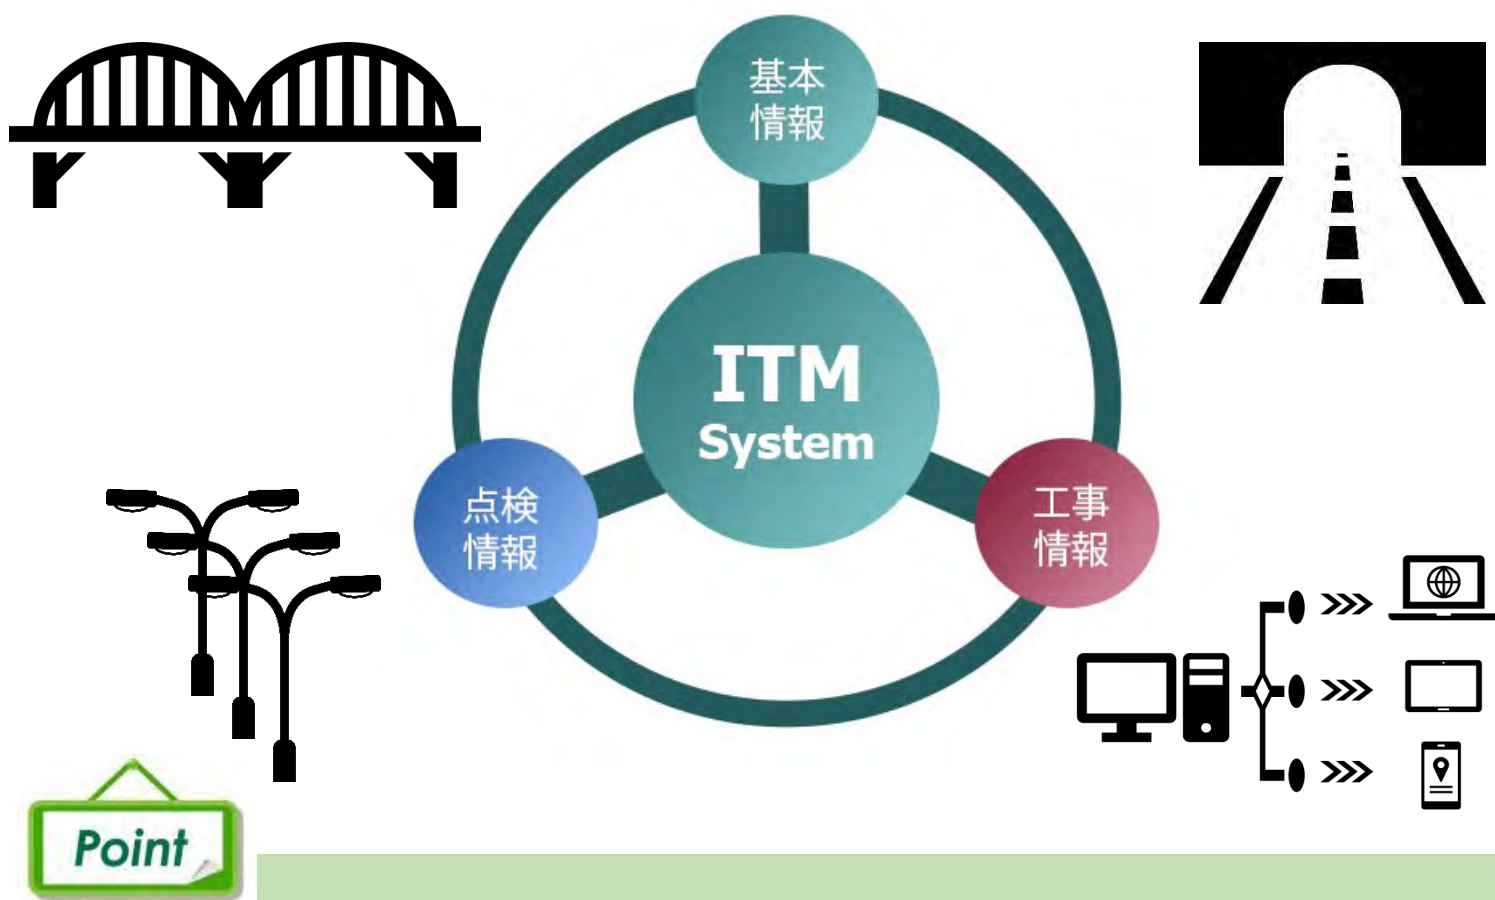 基本
情報
ITM
System
点検
情報
工事
情報
Point